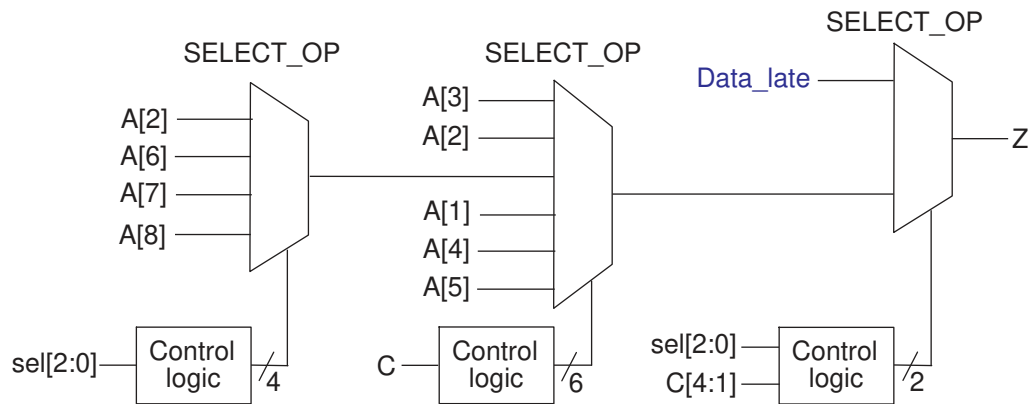 SELECT_OP
A[2]
A[6]
A[7]
A[8]
sel[2:0]
Control
logic
4
SELECT_OP
A[3]
A[2]
A[1]
A[4]
A[5]
C
Control
logic
6
SELECT_OP
Data_late
Z
sel[2:0]
C[4:1]
Control
logic
2